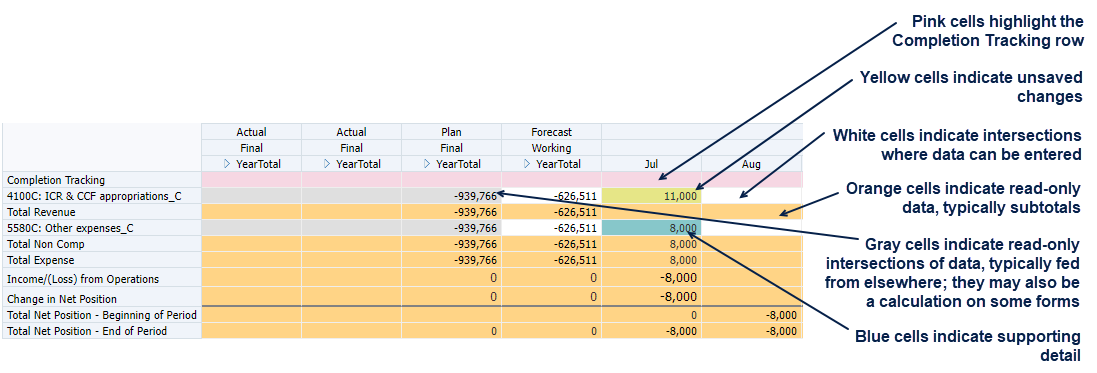 Pink cells highlight the
Completion Tracking row
Yellow cells indicate unsaved
changes
White cells indicate intersections
where data can be entered
Orange cells indicate read-only
data, typically subtotals
Gray cells indicate read-only
intersections of data, typically fed
from elsewhere; they may also be
a calculation on some forms
Blue cells indicate supporting
detail
Actual Actual Plan Forecast
Final Final Final Working
YearTotal YearTotal YearTotal YearTotal Jul Aug
Completion Tracking
4100C: ICR & CCF appropriations_C -939,766 -626,511 11,000
Total Revenue -939,766 -626,511
5580C: Other expenses_C -939,766 -626,511 8,000
Total Non Comp -939,766 -626,511 8,000
Total Expense -939,766 -626,511 8,000
Income/(Loss) from Operations 0 0 -8,000
Change in Net Position 0 0 -8,000
Total Net Position - Beginning of Period 0 -8,000
Total Net Position - End of Period 0 0 -8,000 -8,000